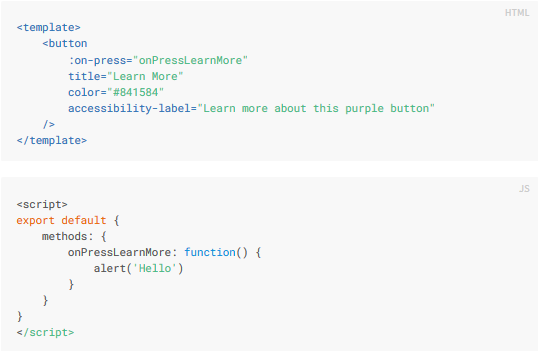 HTML
<template>
    <button
        :on-press="onPressLearnMore"
        title="Learn More"
        color="#841584"
        accessibility-label="Learn more about this purple button"
    />
</template>
JS
<script>
export default {
    methods: {
        onPressLearnMore: function() {
            alert('Hello')
        }
    }
}
</script>